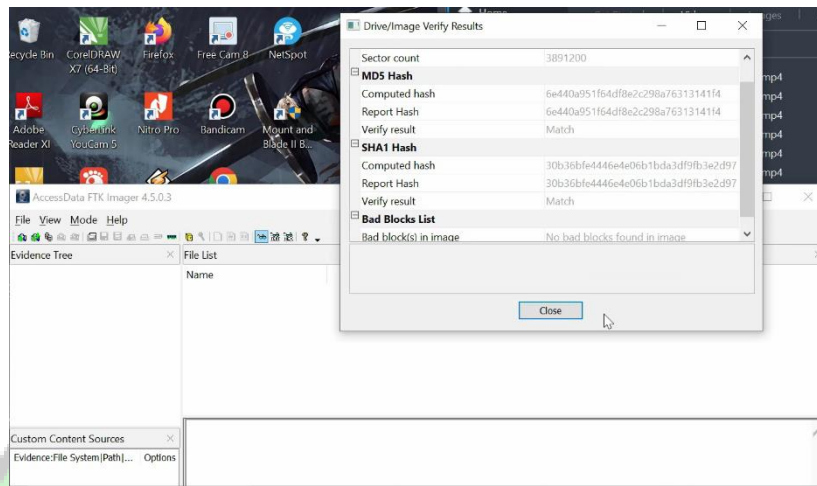 Recycle Bin
CorelDRAW X7 (64-Bit)
Firefox
Free Cam 8
NetSpot
Adobe Reader XI
CyberLink YouCam 5
Nitro Pro
Bandicam
Mount and Blade II B...
mp4
mp4
mp4
mp4
mp4
mp4
Drive/Image Verify Results
Sector count 3891200
MD5 Hash
Computed hash 6e440a951f64df8e2c298a76313141f4
Report Hash 6e440a951f64df8e2c298a76313141f4
Verify result Match
SHA1 Hash
Computed hash 30b36bfe4446e4e06b1bda3df9fb3e2d97
Report Hash 30b36bfe4446e4e06b1bda3df9fb3e2d97
Verify result Match
Bad Blocks List
Bad block(s) in image No bad blocks found in image
Close
AccessData FTK Imager 4.5.0.3
File View Mode Help
Evidence Tree
File List
Name
Custom Content Sources
Evidence:File System|Path|... Options